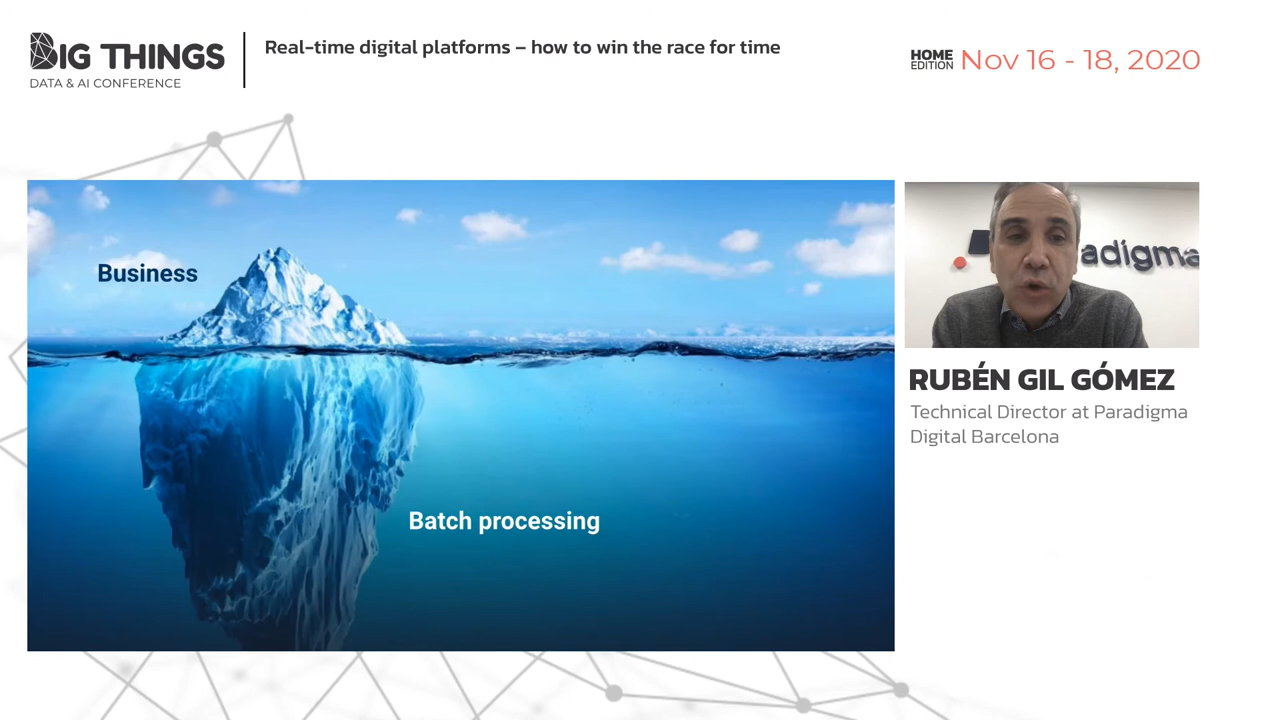 BIG THINGS
DATA & AI CONFERENCE
Real-time digital platforms – how to win the race for time
HOME
EDITION
Nov 16 - 18, 2020
Business
Batch processing
adigma
RUBÉN GIL GÓMEZ
Technical Director at Paradigma
Digital Barcelona